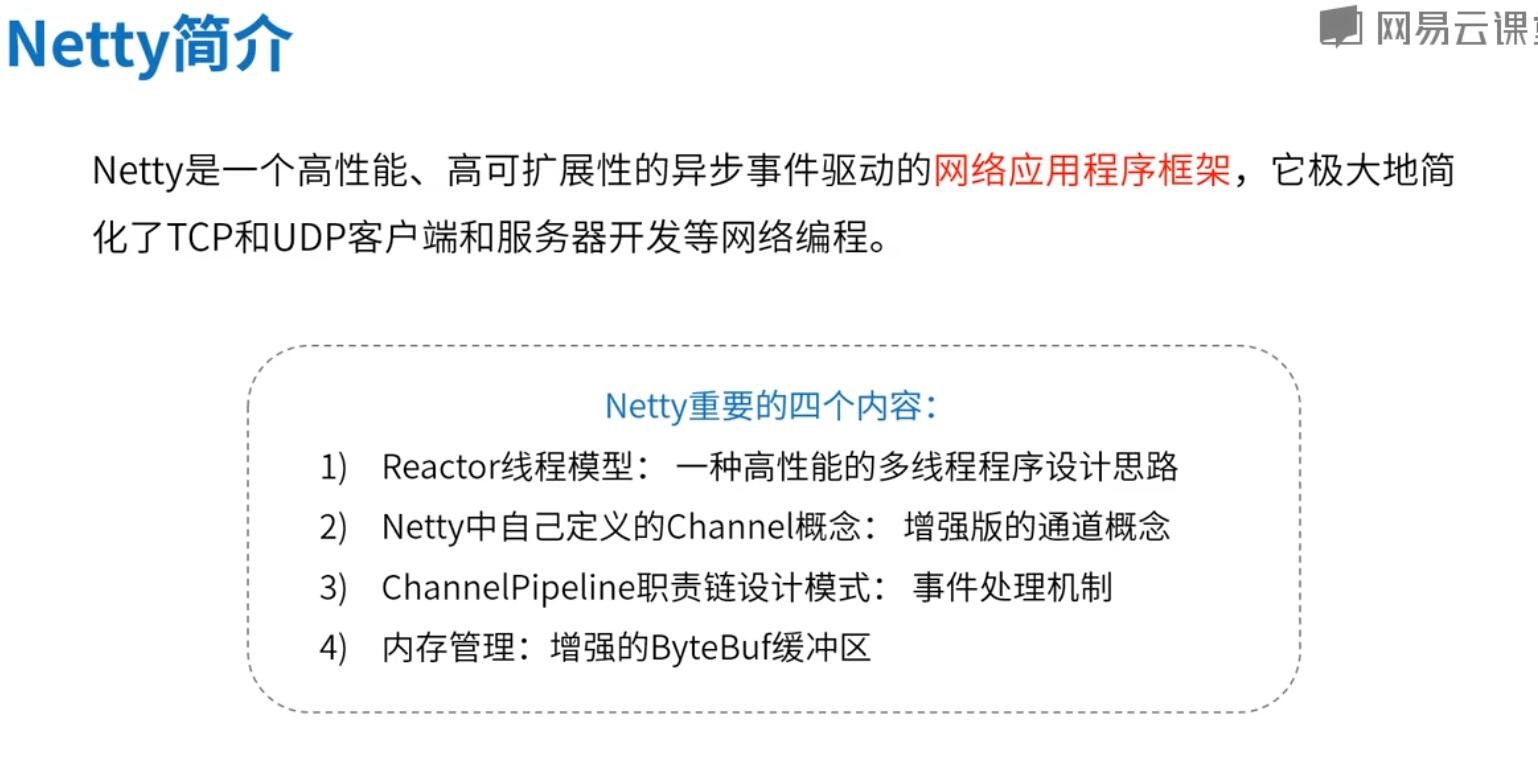 Netty简介
网易云课
Netty是一个高性能、高可扩展性的异步事件驱动的网络应用程序框架，它极大地简
化了TCP和UDP客户端和服务器开发等网络编程。
Netty重要的四个内容：
1) Reactor线程模型： 一种高性能的多线程程序设计思路
2) Netty中自己定义的Channel概念： 增强版的通道概念
3) ChannelPipeline职责链设计模式： 事件处理机制
4) 内存管理：增强的ByteBuf缓冲区